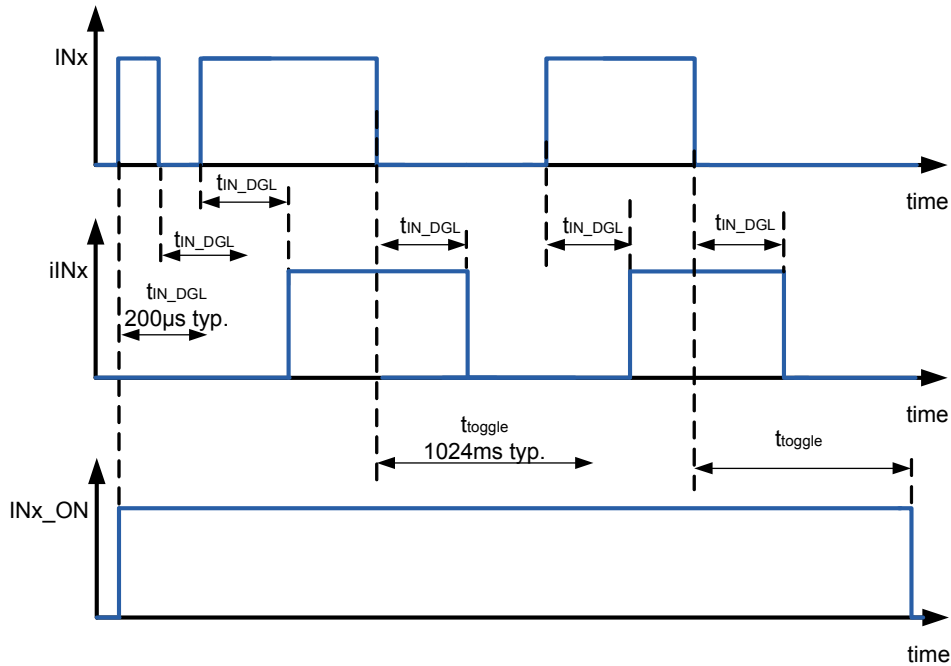 INx
time
tIN_DGL
tIN_DGL
tIN_DGL
tIN_DGL
tIN_DGL
iINx
tIN_DGL
200µs typ.
time
ttoggle
1024ms typ.
ttoggle
INx_ON
time